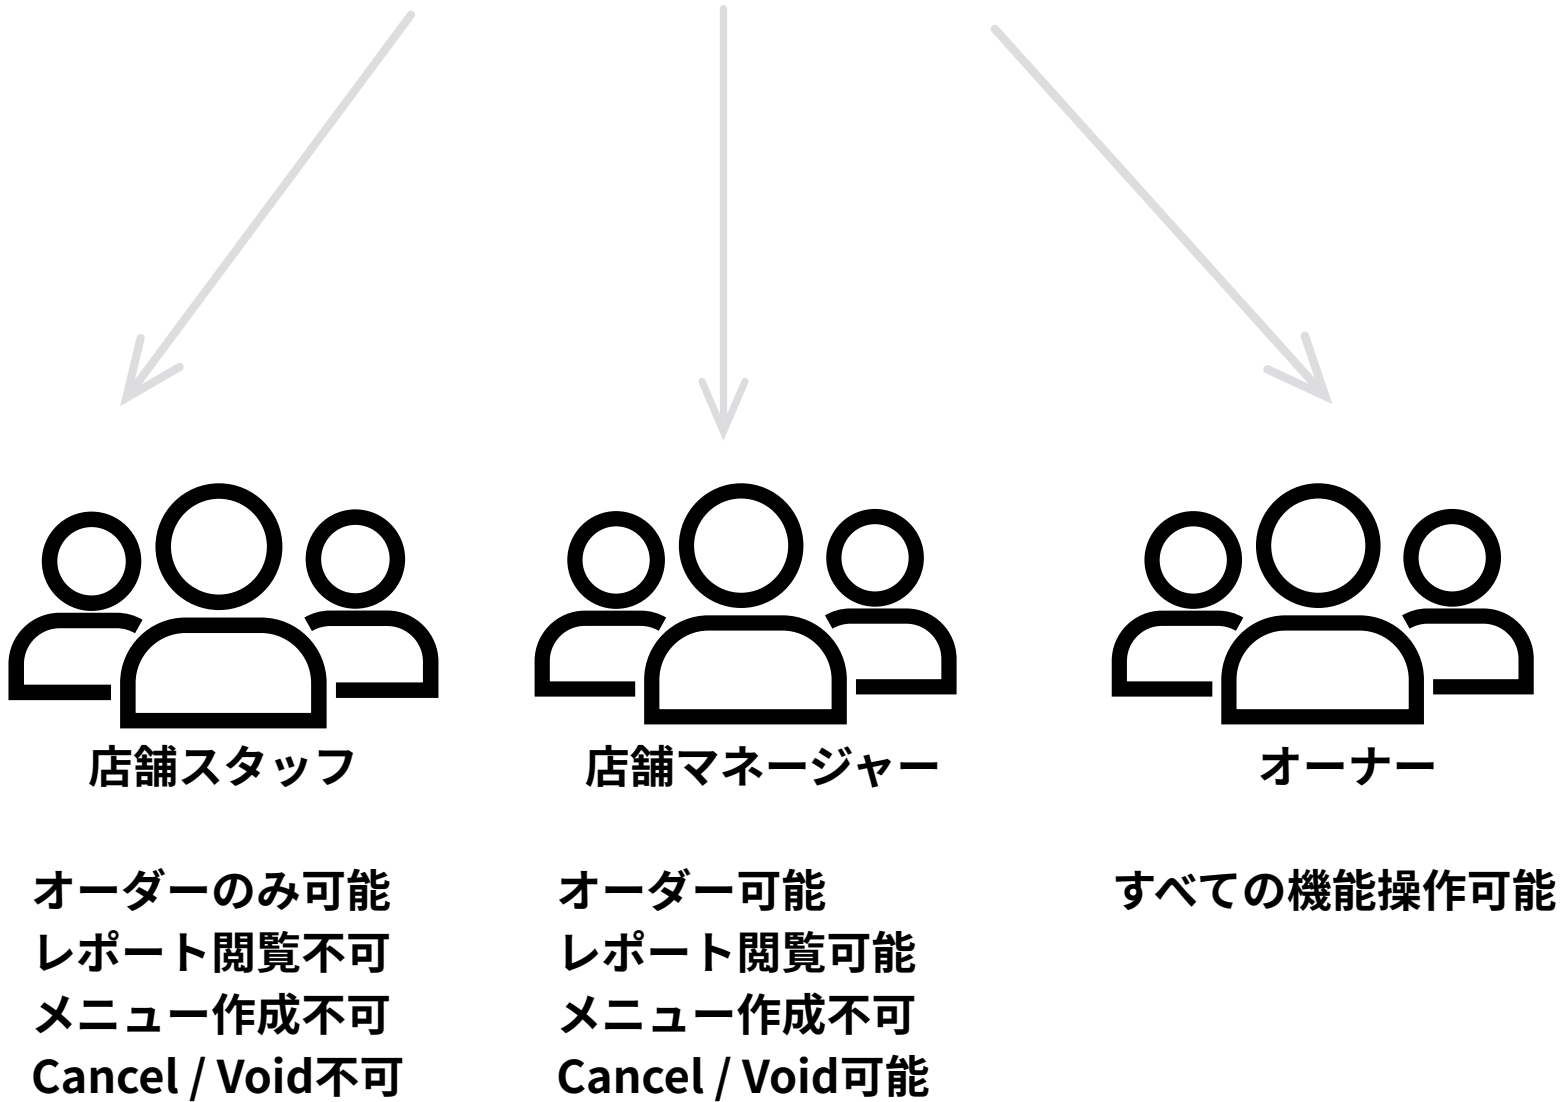 店舗スタッフ
オーダーのみ可能
レポート閲覧不可
メニュー作成不可
Cancel / Void不可
店舗マネージャー
オーダー可能
レポート閲覧可能
メニュー作成不可
Cancel / Void可能
オーナー
すべての機能操作可能